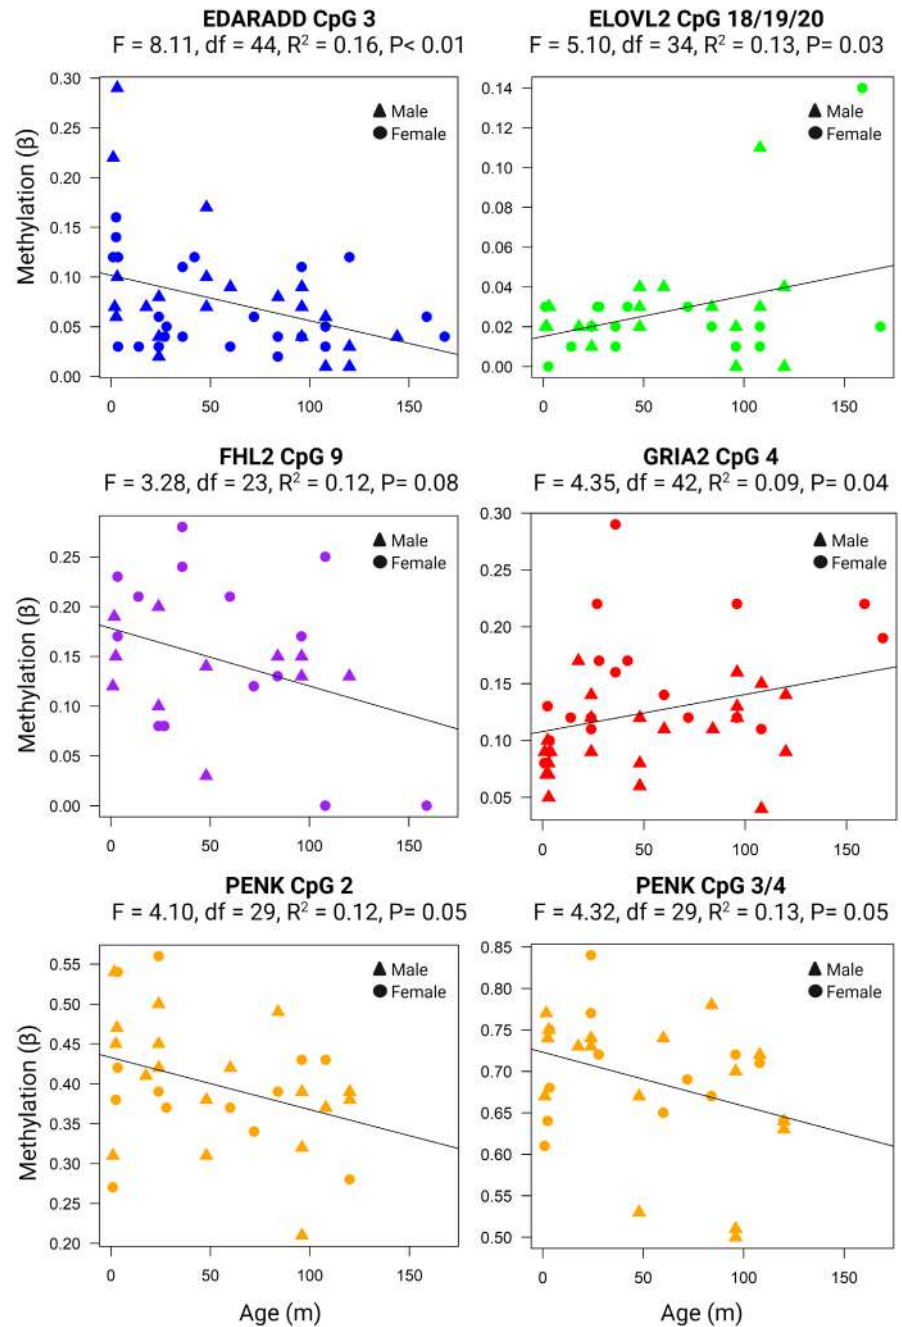 EDARADD CpG 3
F = 8.11, df = 44, R² = 0.16, P< 0.01
ELOVL2 CpG 18/19/20
F = 5.10, df = 34, R² = 0.13, P= 0.03
Methylation (β)
0.30
0.25
0.20
0.15
0.10
0.05
0.00
0 50 100 150
Male
Female
0.14
0.12
0.10
0.08
0.06
0.04
0.02
0.00
0 50 100 150
Male
Female
FHL2 CpG 9
F = 3.28, df = 23, R² = 0.12, P= 0.08
GRIA2 CpG 4
F = 4.35, df = 42, R² = 0.09, P= 0.04
Methylation (β)
0.25
0.20
0.15
0.10
0.05
0.00
0 50 100 150
Male
Female
0.30
0.25
0.20
0.15
0.10
0.05
0 50 100 150
Male
Female
PENK CpG 2
F = 4.10, df = 29, R² = 0.12, P= 0.05
PENK CpG 3/4
F = 4.32, df = 29, R² = 0.13, P= 0.05
Methylation (β)
0.55
0.50
0.45
0.40
0.35
0.30
0.25
0.20
0 50 100 150
Male
Female
Age (m)
0.85
0.80
0.75
0.70
0.65
0.60
0.55
0.50
0 50 100 150
Male
Female
Age (m)